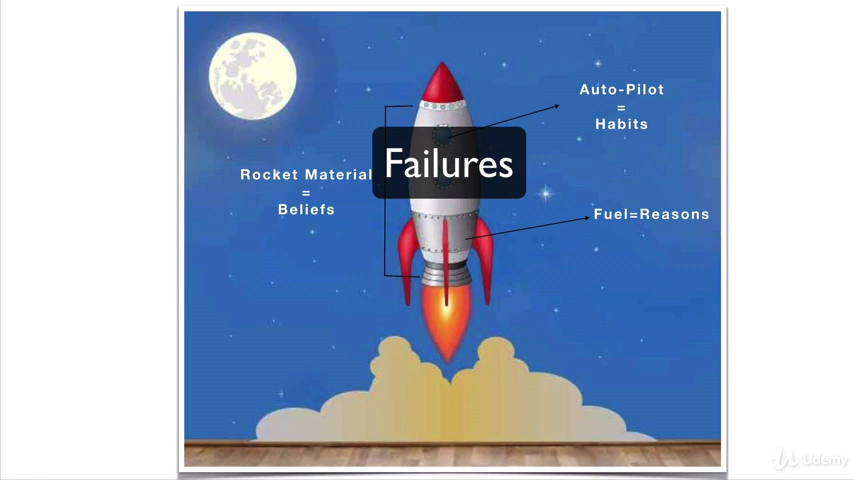 Auto-Pilot
=
Habits
Failures
Rocket Material
=
Beliefs
Fuel=Reasons
Udemy